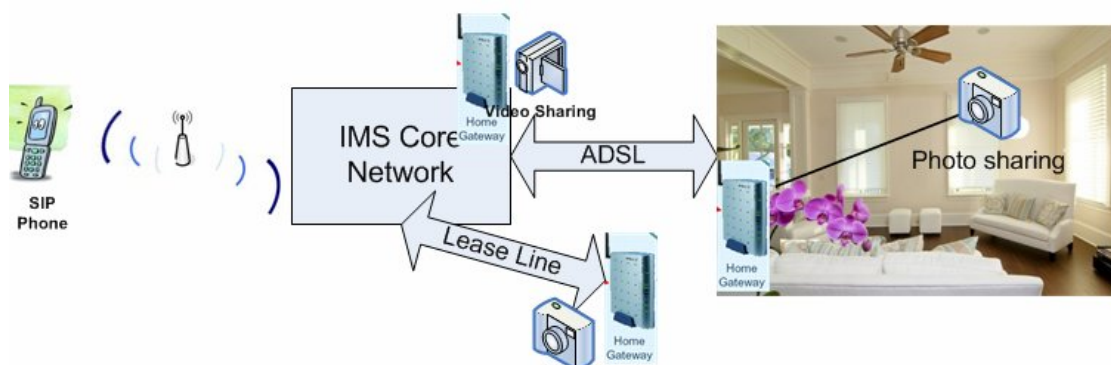 SIP
Phone
IMS Core
Network
Home
Gateway
Video Sharing
ADSL
Lease Line
Home
Gateway
Photo sharing
Home
Gateway